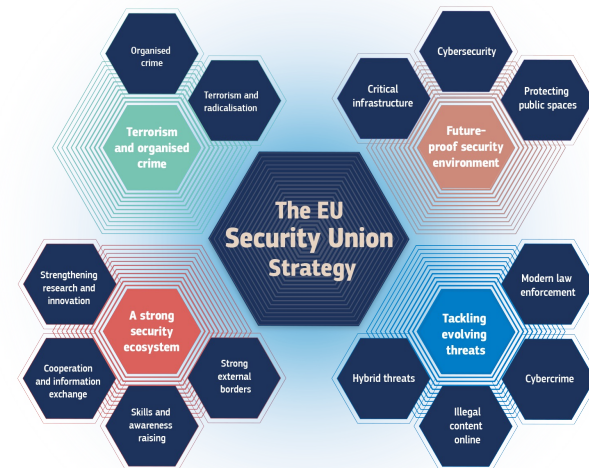 Organised
crime
Terrorism and
radicalisation
Terrorism
and organised
crime
Cybersecurity
Critical
infrastructure
Protecting
public spaces
Future-
proof security
environment
The EU
Security Union
Strategy
Strengthening
research and
innovation
A strong
security
ecosystem
Cooperation
and information
exchange
Strong
external
borders
Skills and
awareness
raising
Modern law
enforcement
Tackling
evolving
threats
Hybrid threats
Cybercrime
Illegal
content
online